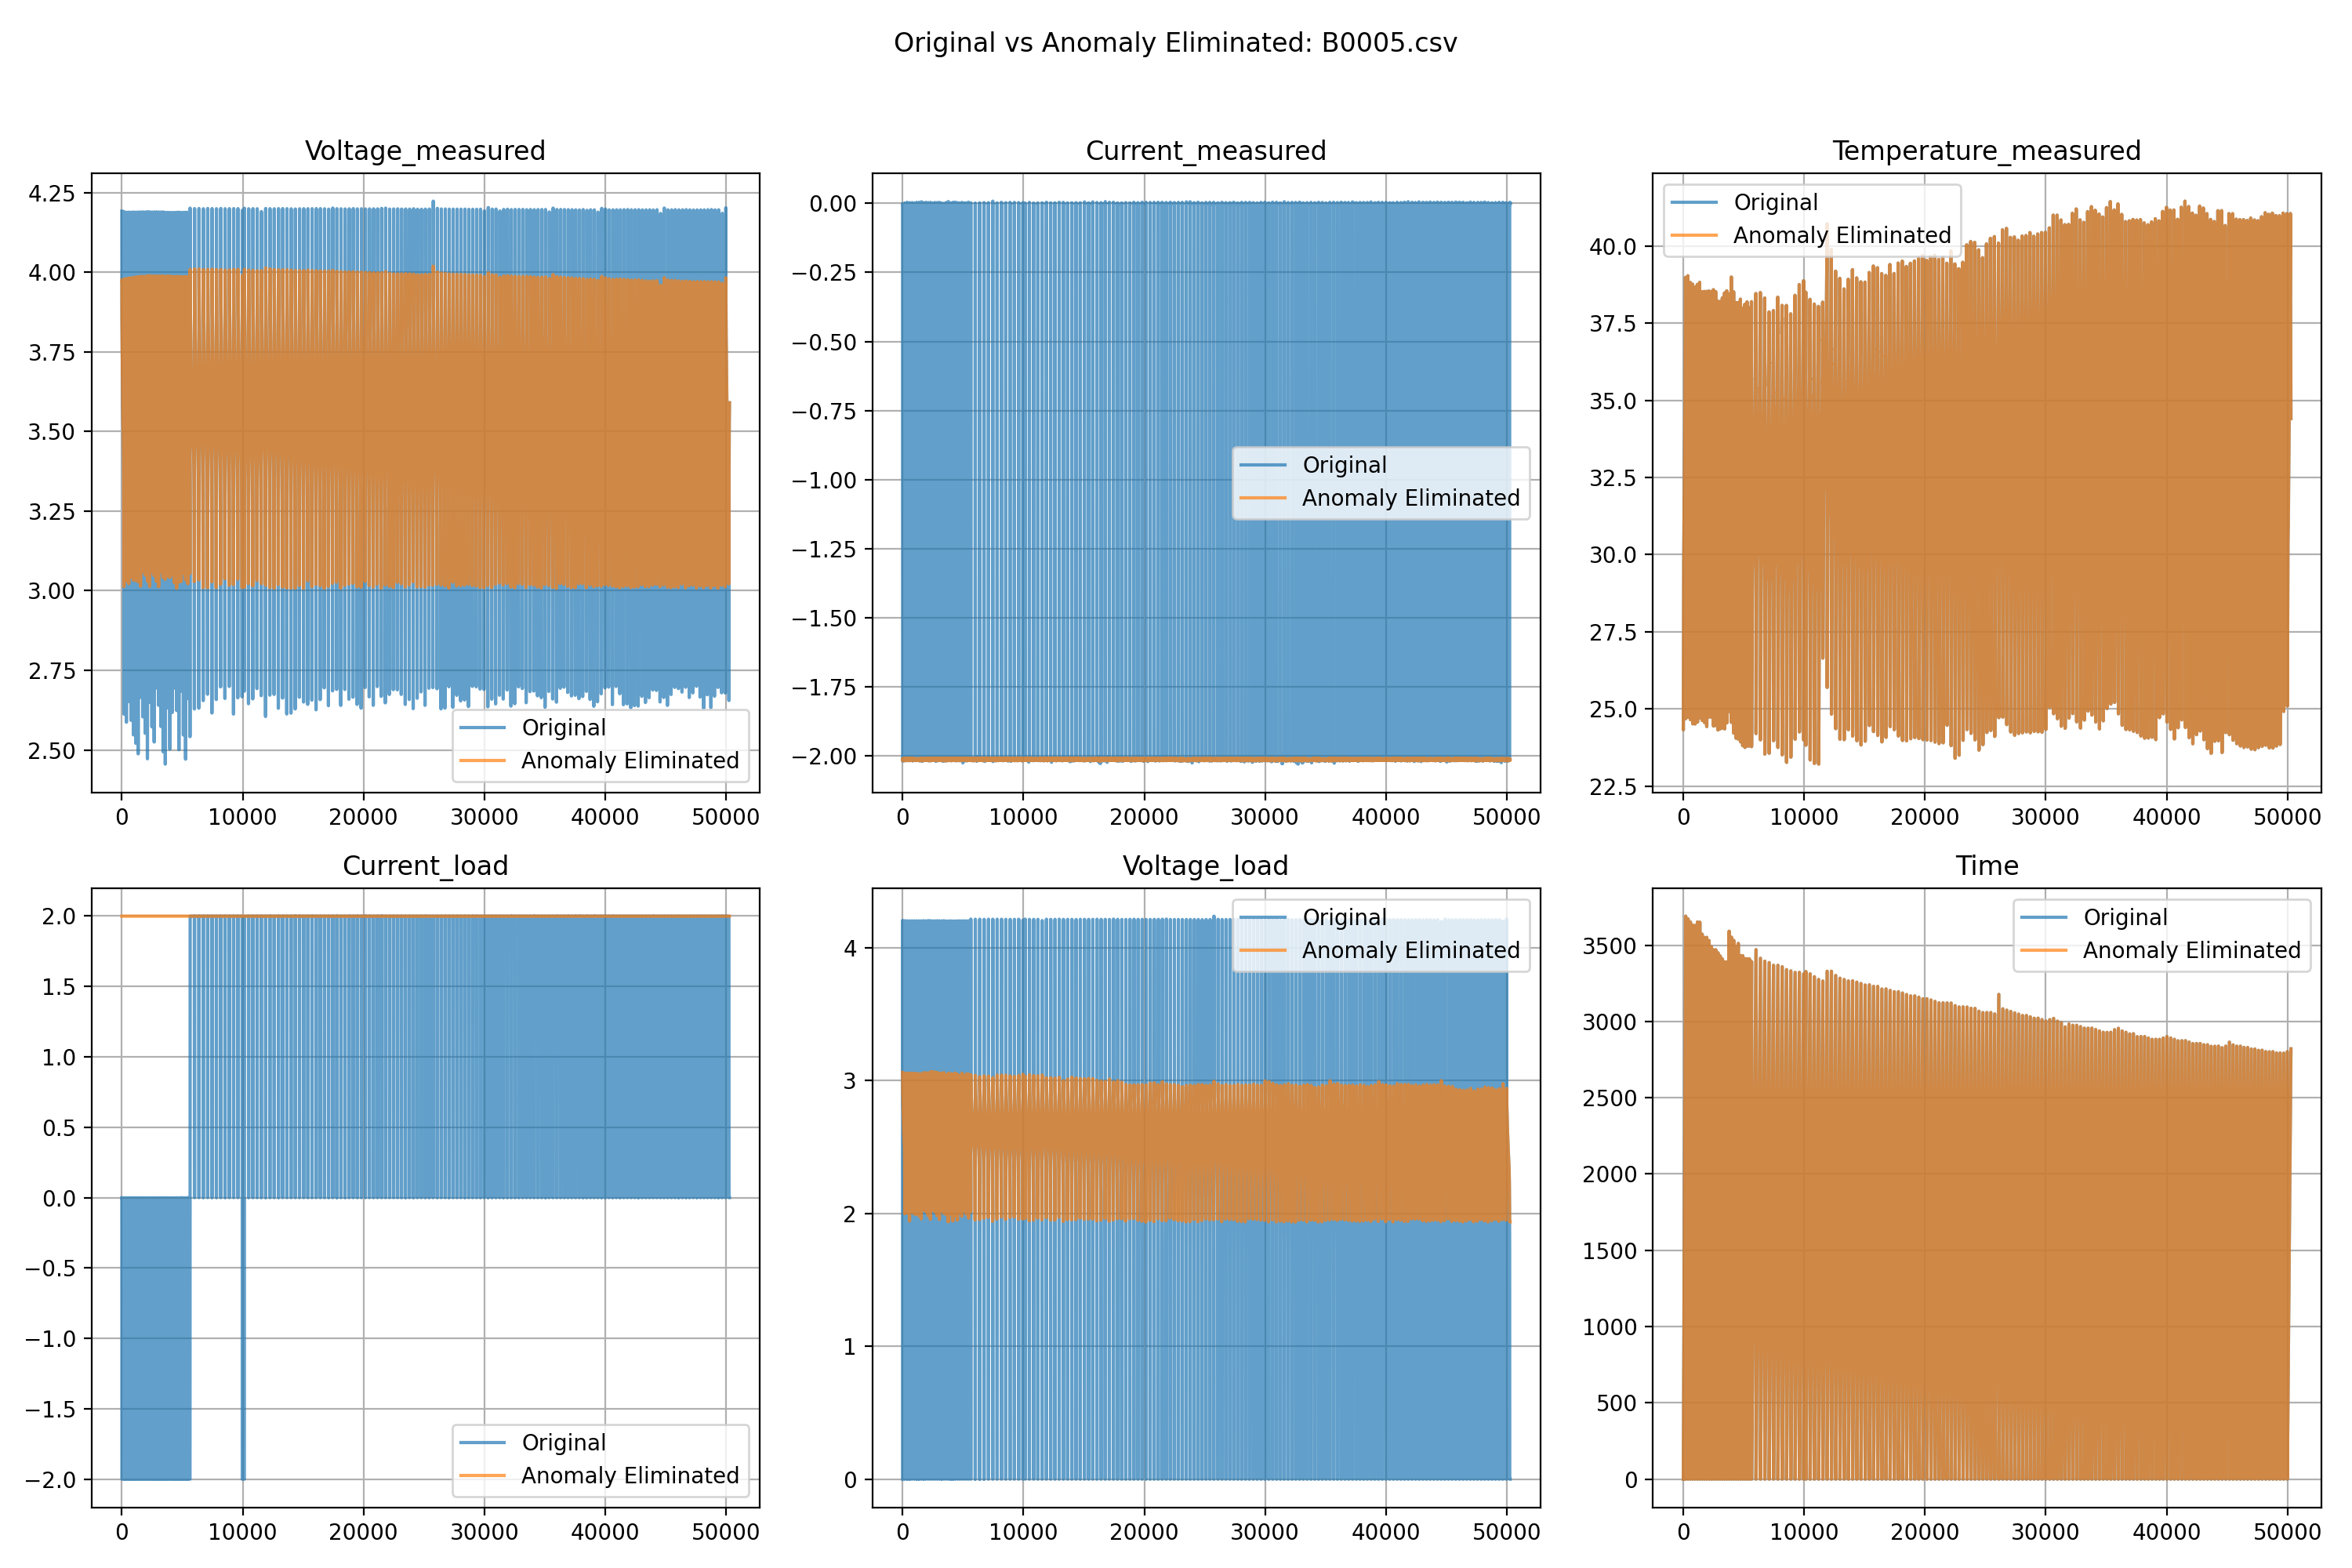 Original vs Anomaly Eliminated: B0005.csv
Voltage_measured
4.25
4.00
3.75
3.50
3.25
3.00
2.75
2.50
0 10000 20000 30000 40000 50000
Original
Anomaly Eliminated
Current_measured
0.00
−0.25
−0.50
−0.75
−1.00
−1.25
−1.50
−1.75
−2.00
0 10000 20000 30000 40000 50000
Original
Anomaly Eliminated
Temperature_measured
40.0
37.5
35.0
32.5
30.0
27.5
25.0
22.5
0 10000 20000 30000 40000 50000
Original
Anomaly Eliminated
Current_load
2.0
1.5
1.0
0.5
0.0
−0.5
−1.0
−1.5
−2.0
0 10000 20000 30000 40000 50000
Original
Anomaly Eliminated
Voltage_load
4
3
2
1
0
0 10000 20000 30000 40000 50000
Original
Anomaly Eliminated
Time
3500
3000
2500
2000
1500
1000
500
0
0 10000 20000 30000 40000 50000
Original
Anomaly Eliminated